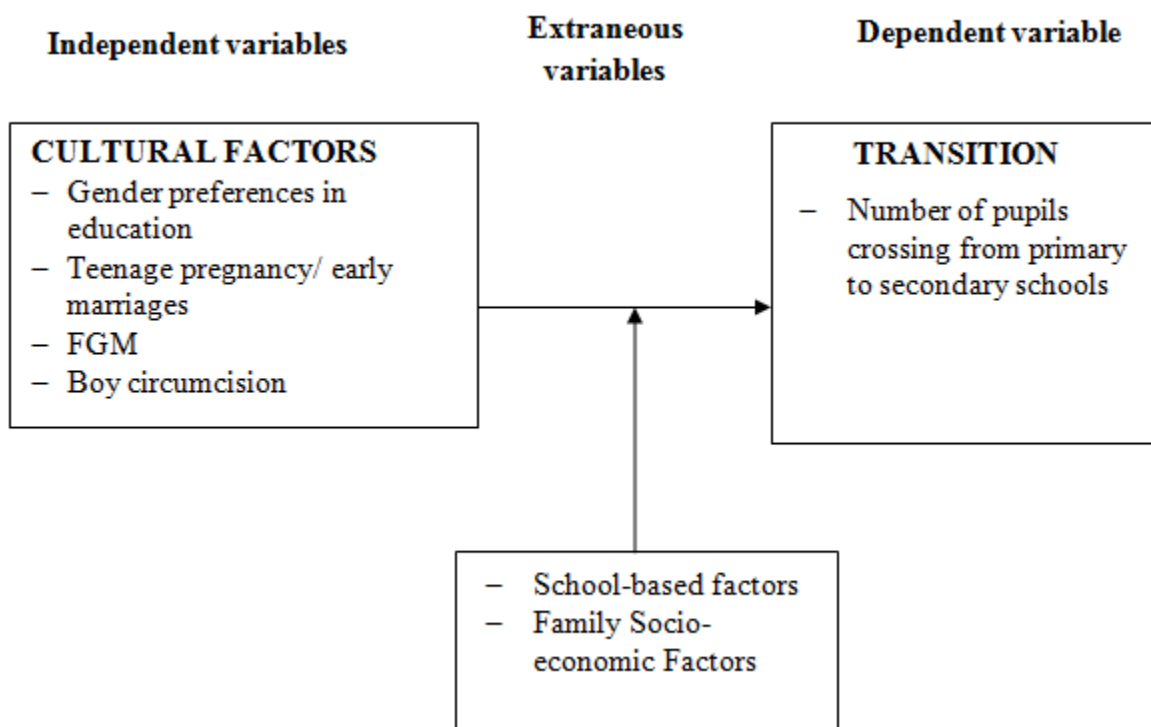 Independent variables
Extraneous
variables
Dependent variable
CULTURAL FACTORS
– Gender preferences in
education
– Teenage pregnancy/ early
marriages
– FGM
– Boy circumcision
TRANSITION
– Number of pupils
crossing from primary
to secondary schools
– School-based factors
– Family Socio-
economic Factors